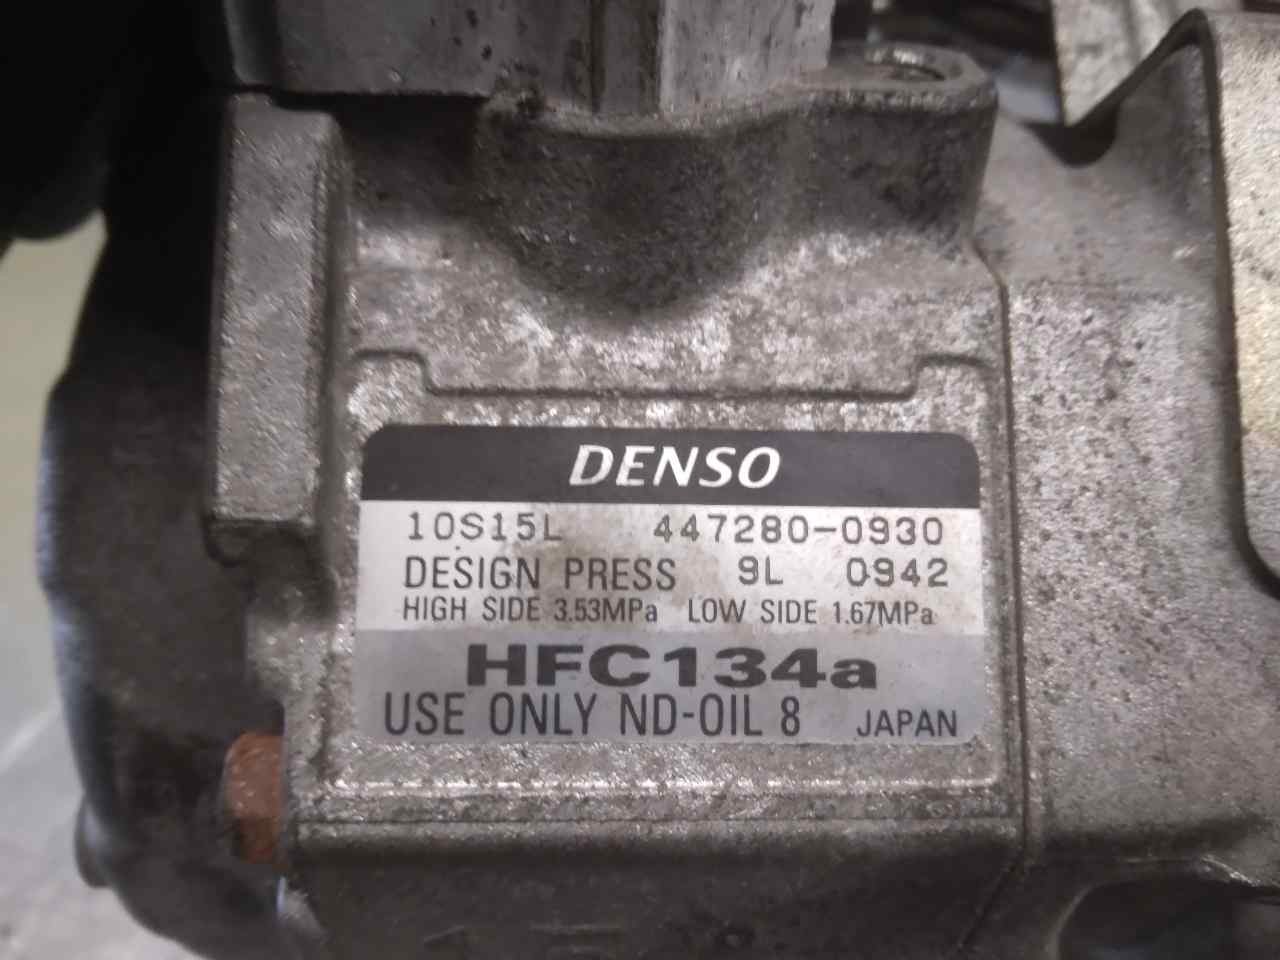 DENSO
10S15L 447280-0930
DESIGN PRESS 9L 0942
HIGH SIDE 3.53MPa LOW SIDE 1.67MPa
HFC134a
USE ONLY ND-OIL 8 JAPAN